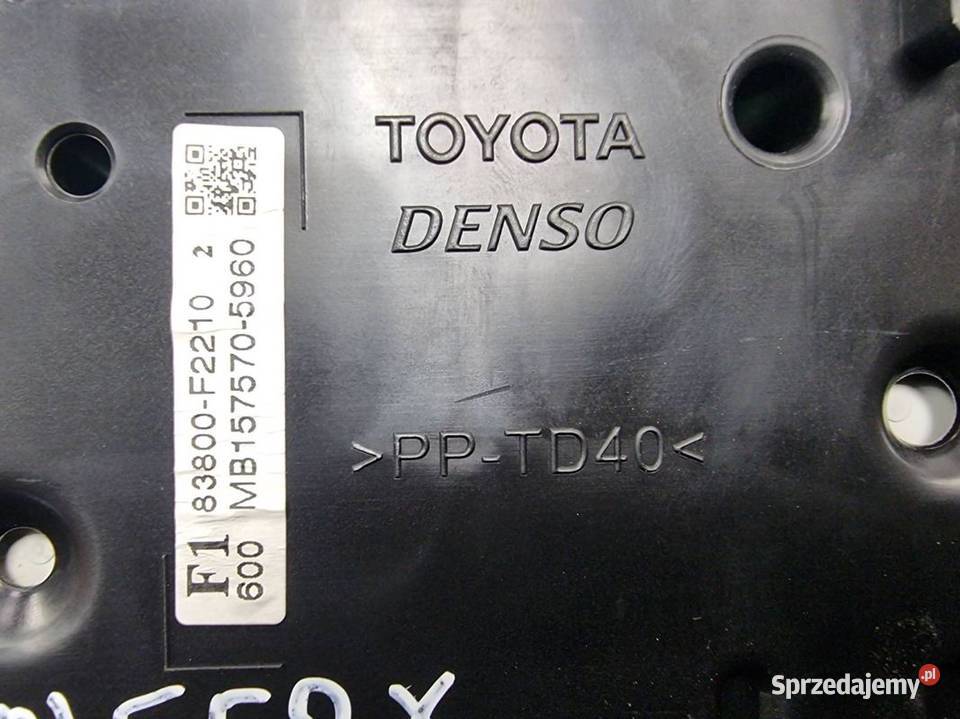 TOYOTA
DENSO
>PP-TD40<
F1 83800-F2210 2
600 MB157570-5960
Sprzedajemy.pl